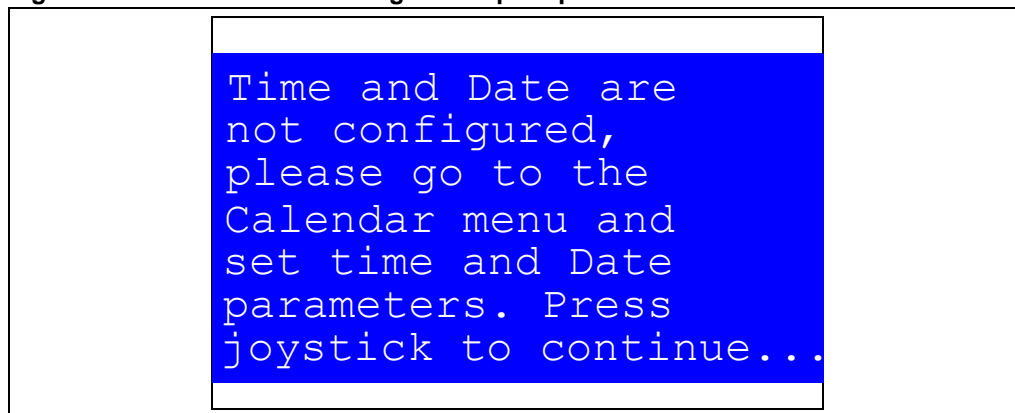 Time and Date are
not configured,
please go to the
Calendar menu and
set time and Date
parameters. Press
joystick to continue...